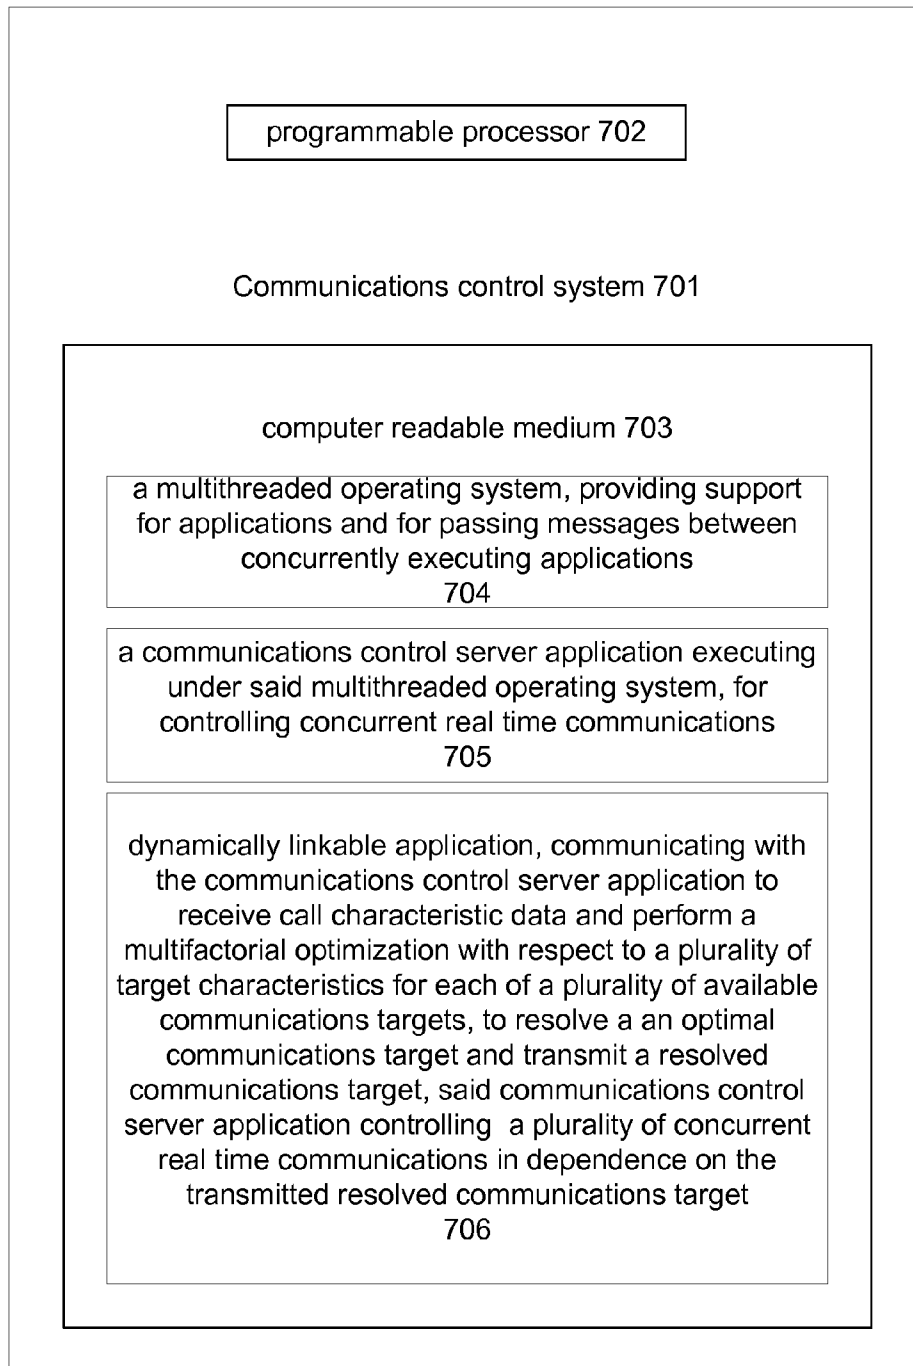 programmable processor 702
Communications control system 701
computer readable medium 703
a multithreaded operating system, providing support
for applications and for passing messages between
concurrently executing applications
704
a communications control server application executing
under said multithreaded operating system, for
controlling concurrent real time communications
705
dynamically linkable application, communicating with
the communications control server application to
receive call characteristic data and perform a
multifactorial optimization with respect to a plurality of
target characteristics for each of a plurality of available
communications targets, to resolve a an optimal
communications target and transmit a resolved
communications target, said communications control
server application controlling  a plurality of concurrent
real time communications in dependence on the
transmitted resolved communications target
706